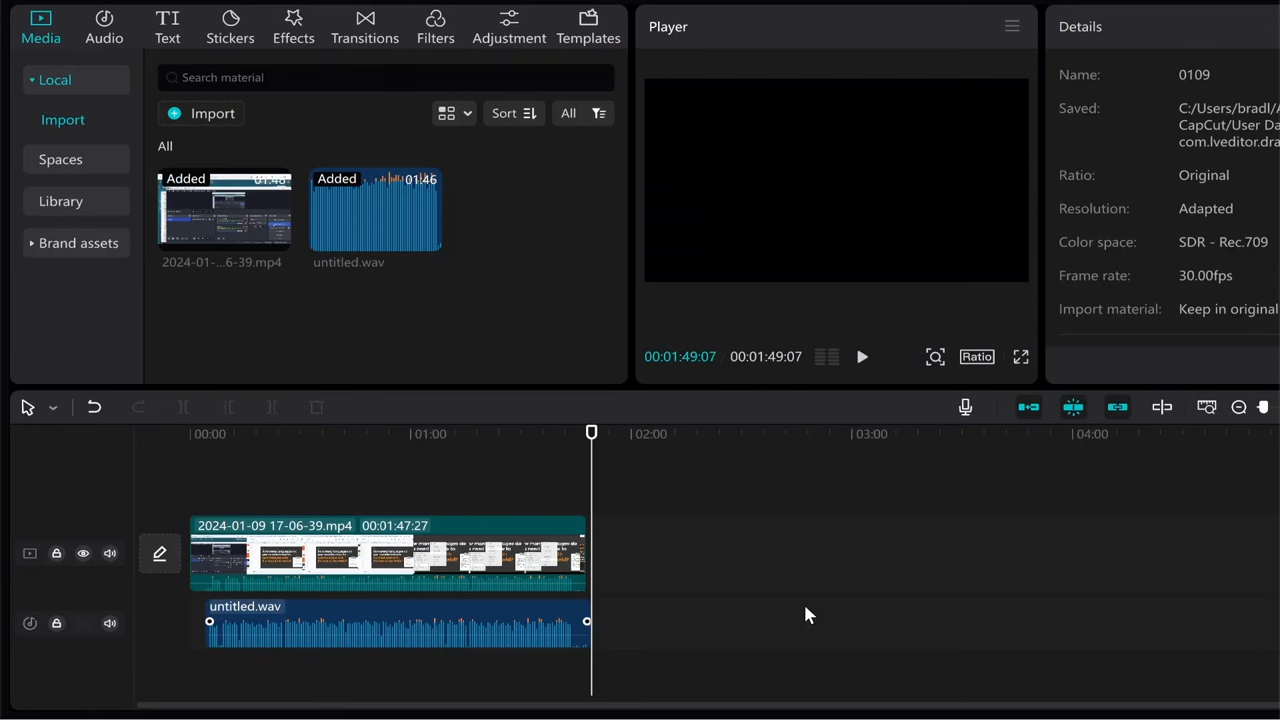 Media Audio Text Stickers Effects Transitions Filters Adjustment Templates
Local
Import
Spaces
Library
Brand assets
Search material
Import
Sort
All
All
Added
Added
01:46
2024-01-...6-39.mp4
untitled.wav
Player
00:01:49:07
00:01:49:07
Ratio
Details
Name: 0109
Saved: C:/Users/bradl/A
CapCut/User Da
com.lveditor.dra
Ratio: Original
Resolution: Adapted
Color space: SDR - Rec.709
Frame rate: 30.00fps
Import material: Keep in original
00:00
01:00
02:00
03:00
04:00
2024-01-09 17-06-39.mp4 00:01:47:27
untitled.wav